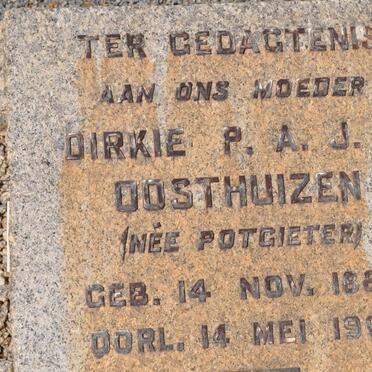 TER GEDAGTENIS
AAN ONS MOEDER
DIRKIE P. A. J.
OOSTHUIZEN
(NÉE POTGIETER)
GEB. 14 NOV.
OORL. 14 MEI